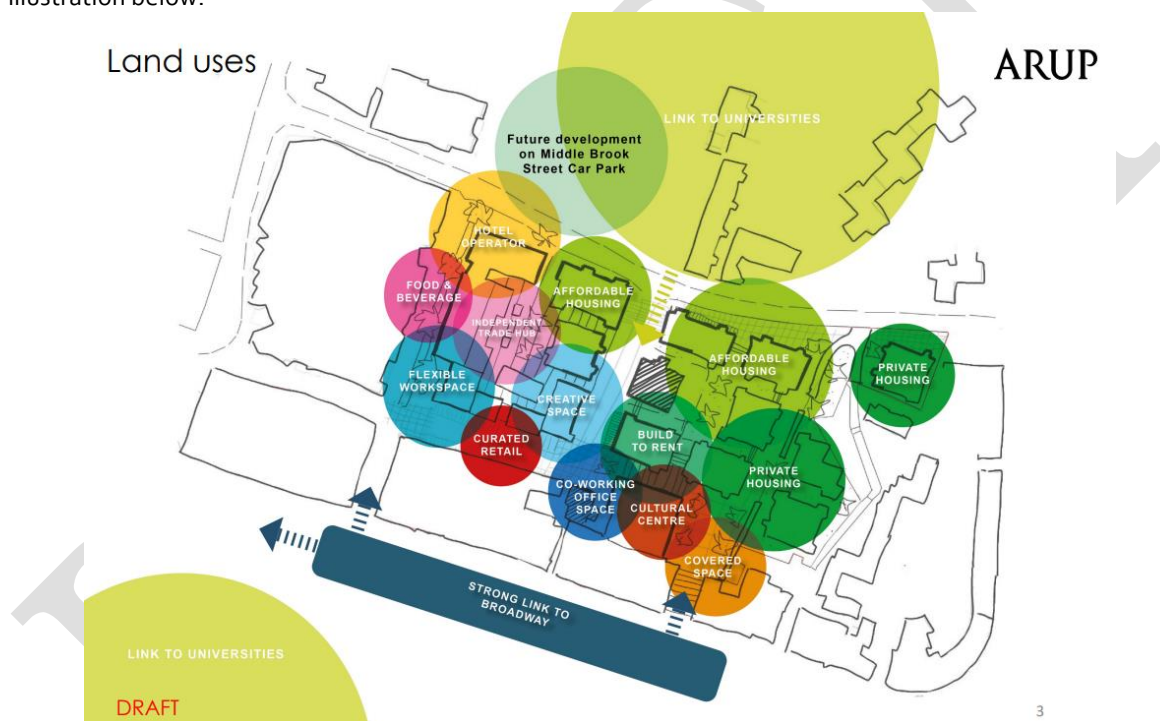 illustration below:
Land uses
ARUP
LINK TO UNIVERSITIES
Future development
on Middle Brook
Street Car Park
HOTEL
OPERATOR
FOOD &
BEVERAGE
AFFORDABLE
HOUSING
INDEPENDENT
TRADE HUB
AFFORDABLE
HOUSING
PRIVATE
HOUSING
FLEXIBLE
WORKSPACE
CREATIVE
SPACE
CURATED
RETAIL
BUILD
TO RENT
PRIVATE
HOUSING
CO-WORKING
OFFICE
SPACE
CULTURAL
CENTRE
COVERED
SPACE
STRONG LINK TO
BROADWAY
LINK TO UNIVERSITIES
DRAFT
3